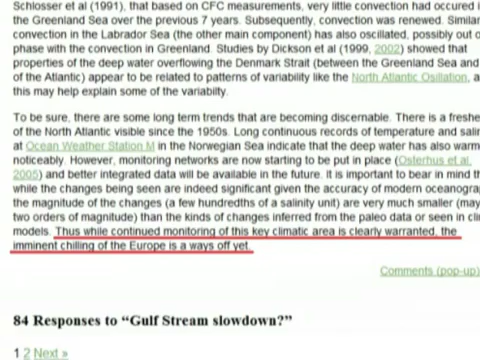 Schlosser et al (1991), that based on CFC measurements, very little convection had occured i
the Greenland Sea over the previous 7 years. Subsequently, convection was renewed. Similar
convection in the Labrador Sea (the other main component) has also oscillated, possibly out o
phase with the convection in Greenland. Studies by Dickson et al (1999, 2002) showed that
properties of the deep water overflowing the Denmark Strait (between the Greenland Sea and
of the Atlantic) appear to be related to patterns of variability like the North Atlantic Osillation, a
this may help explain some of the variabilty.
To be sure, there are some long term trends that are becoming discernable. There is a freshe
of the North Atlantic visible since the 1950s. Long continuous records of temperature and salin
at Ocean Weather Station M in the Norwegian Sea indicate that the deep water has also warm
noticeably. However, monitoring networks are now starting to be put in place (Osterhus et al,
2005) and better integrated data will be available in the future. It is important to bear in mind th
while the changes being seen are indeed significant given the accuracy of modern oceanogra
the magnitude of the changes (a few hundredths of a salinity unit) are very much smaller (may
two orders of magnitude) than the kinds of changes inferred from the paleo data or seen in cli
models. Thus while continued monitoring of this key climatic area is clearly warranted, the
imminent chilling of the Europe is a ways off yet.
Comments (pop-up)
84 Responses to “Gulf Stream slowdown?”
1 2 Next »